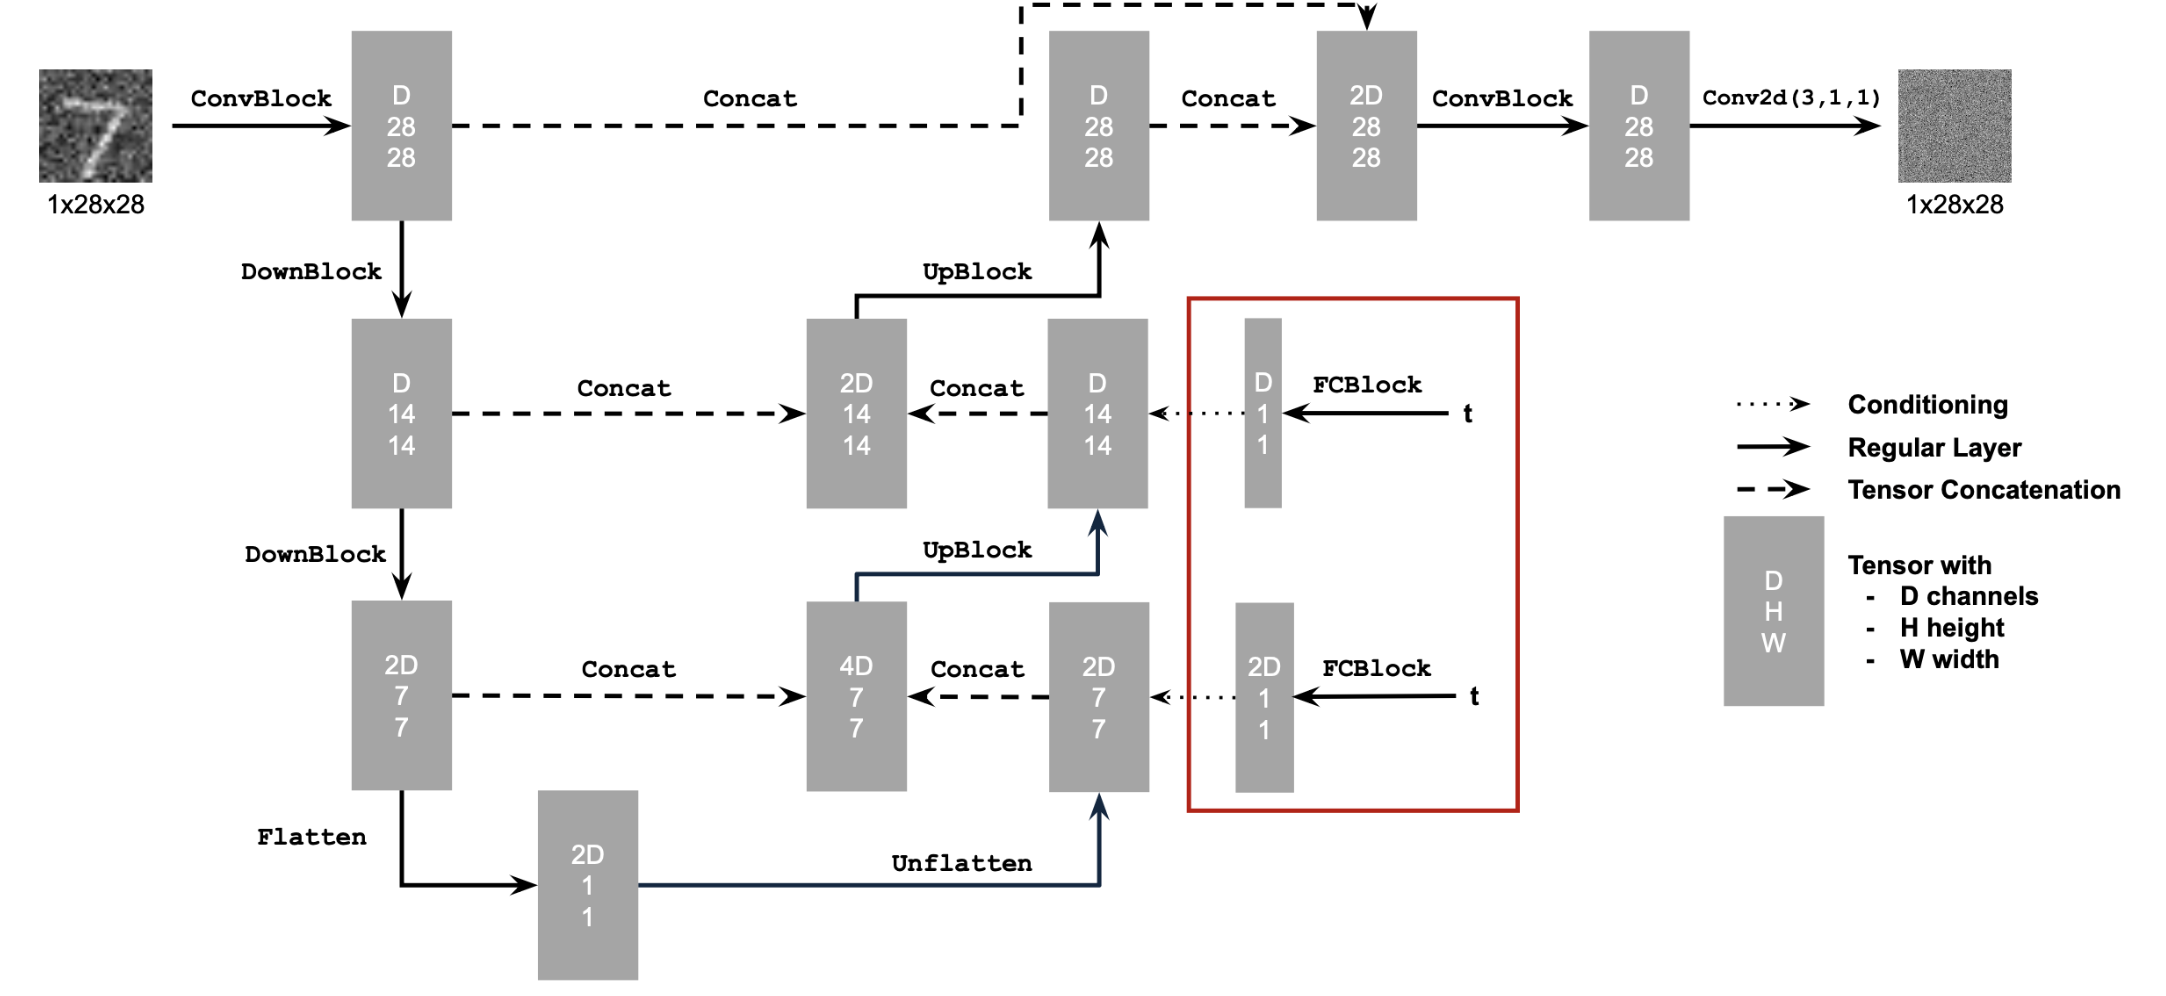 ConvBlock
1x28x28
D
28
28
Concat
D
28
28
Concat
2D
28
28
ConvBlock
D
28
28
Conv2d(3,1,1)
1x28x28
DownBlock
UpBlock
D
14
14
Concat
2D
14
14
Concat
D
14
14
D
1
1
FCBlock
t
DownBlock
UpBlock
2D
7
7
Concat
4D
7
7
Concat
2D
7
7
2D
1
1
FCBlock
t
Flatten
2D
1
1
Unflatten
Conditioning
Regular Layer
Tensor Concatenation
D
H
W
Tensor with
- D channels
- H height
- W width